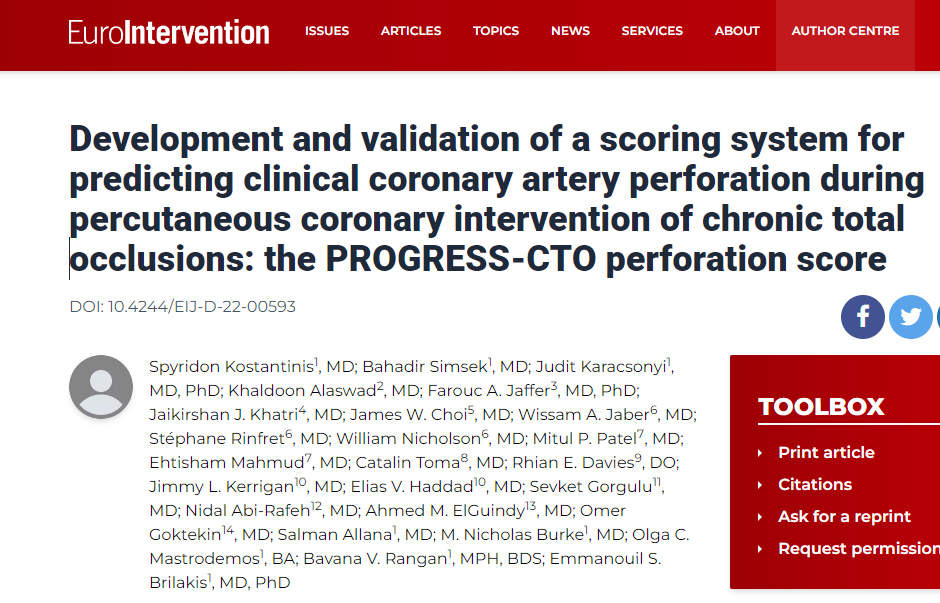 EuroIntervention
ISSUES ARTICLES TOPICS NEWS SERVICES ABOUT AUTHOR CENTRE
Development and validation of a scoring system for
predicting clinical coronary artery perforation during
percutaneous coronary intervention of chronic total
occlusions: the PROGRESS-CTO perforation score
DOI: 10.4244/EIJ-D-22-00593
Spyridon Kostantinis1, MD; Bahadir Simsek1, MD; Judit Karacsonyi1,
MD, PhD; Khaldoon Alaswad2, MD; Farouc A. Jaffer3, MD, PhD;
Jaikirshan J. Khatri4, MD; James W. Choi5, MD; Wissam A. Jaber6, MD;
Stéphane Rinfret6, MD; William Nicholson6, MD; Mitul P. Patel7, MD;
Ehtisham Mahmud7, MD; Catalin Toma8, MD; Rhian E. Davies9, DO;
Jimmy L. Kerrigan10, MD; Elias V. Haddad10, MD; Sevket Gorgulu11,
MD; Nidal Abi-Rafeh12, MD; Ahmed M. ElGuindy13, MD; Omer
Goktekin14, MD; Salman Allana1, MD; M. Nicholas Burke1, MD; Olga C.
Mastrodemos1, BA; Bavana V. Rangan1, MPH, BDS; Emmanouil S.
Brilakis1, MD, PhD
TOOLBOX
Print article
Citations
Ask for a reprint
Request permission